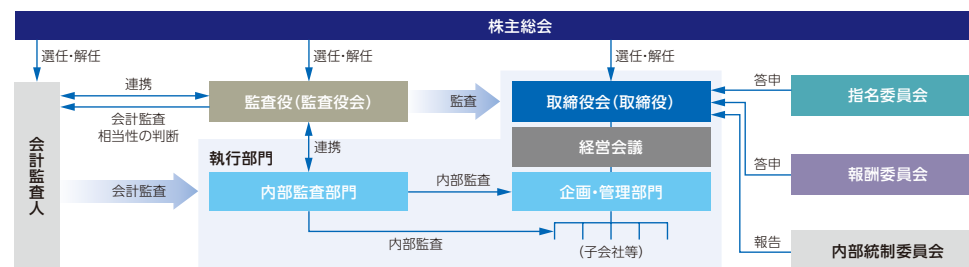 株主総会
選任・解任
選任・解任
選任・解任
連携
会計監査
相当性の判断
監査役(監査役会)
監査
取締役会(取締役)
答申
指名委員会
経営会議
会計監査人
会計監査
執行部門
連携
内部監査部門
内部監査
企画・管理部門
答申
報酬委員会
内部監査
(子会社等)
報告
内部統制委員会